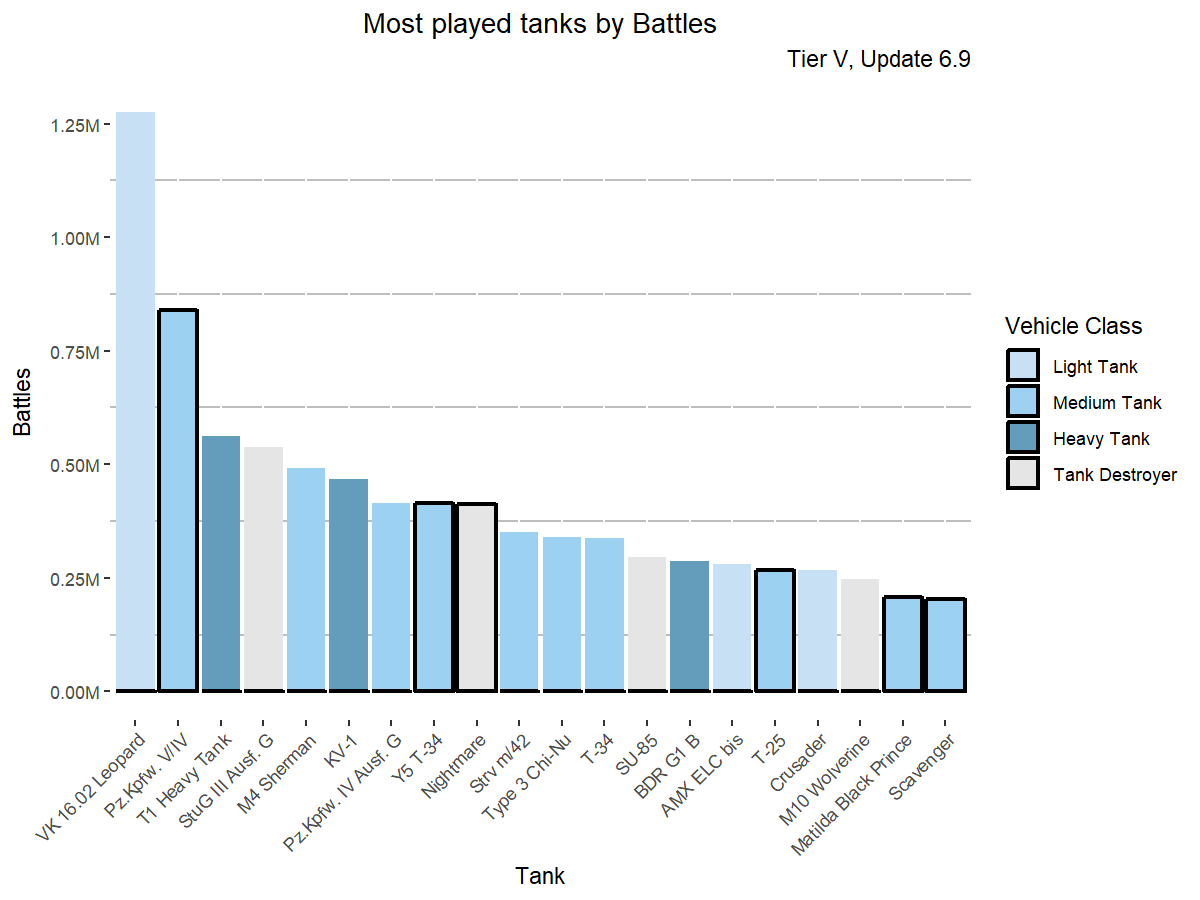 Most played tanks by Battles
Tier V, Update 6.9
Battles
1.25M
1.00M
0.75M
0.50M
0.25M
0.00M
VK 16.02 Leopard
Pz.Kpfw. V/IV
T1 Heavy Tank
StuG III Ausf. G
M4 Sherman
KV-1
Pz.Kpfw. IV Ausf. G
Y5 T-34
Nightmare
Strv m/42
Type 3 Chi-Nu
T-34
SU-85
BDR G1 B
AMX ELC bis
T-25
Crusader
M10 Wolverine
Matilda Black Prince
Scavenger
Tank
Vehicle Class
Light Tank
Medium Tank
Heavy Tank
Tank Destroyer